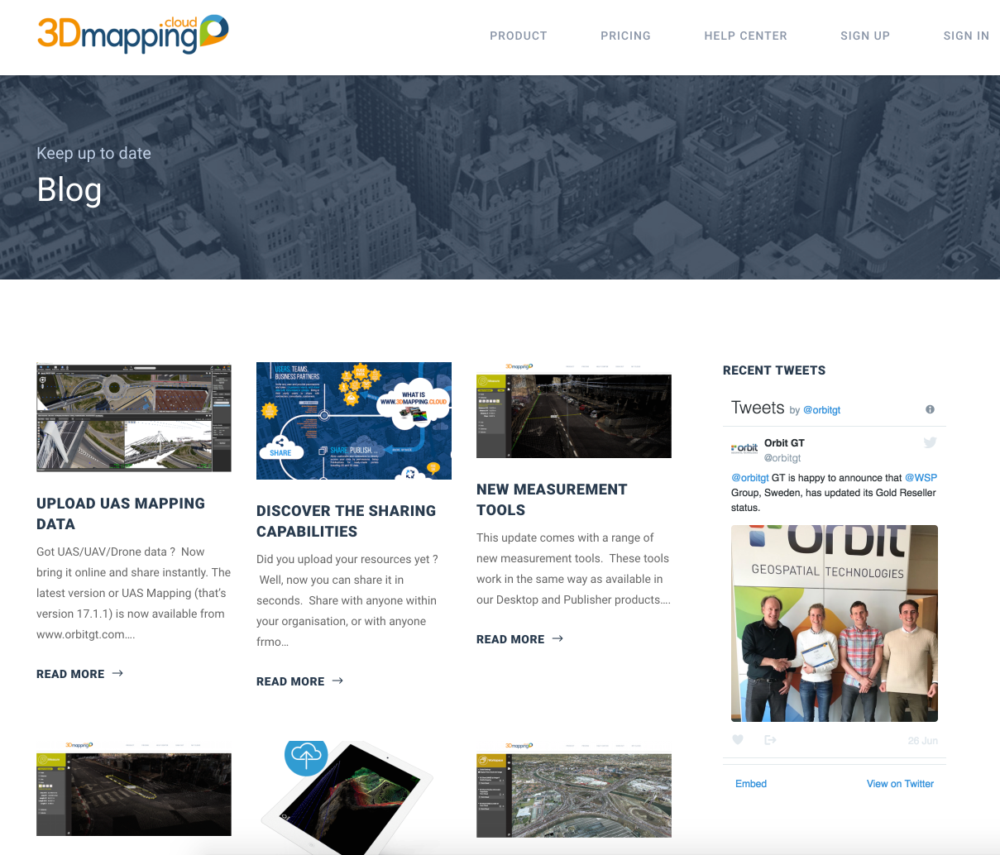 3Dmapping cloud
PRODUCT
PRICING
HELP CENTER
SIGN UP
SIGN IN
Keep up to date
Blog
UPLOAD UAS MAPPING
DATA
Got UAS/UAV/Drone data ?  Now
bring it online and share instantly. The
latest version or UAS Mapping (that's
version 17.1.1) is now available from
www.orbitgt.com....
READ MORE
USERS: TEAMS,
BUSINESS PARTNERS
WHAT IS
WWW.3DMAPPING.CLOUD
SHARE
SHARE, PUBLISH, ...
DISCOVER THE SHARING
CAPABILITIES
Did you upload your resources yet ?
Well, now you can share it in
seconds.  Share with anyone within
your organisation, or with anyone
frmo...
READ MORE
3Dmapping
NEW MEASUREMENT
TOOLS
This update comes with a range of
new measurement tools.  These tools
work in the same way as available in
our Desktop and Publisher products....
READ MORE
RECENT TWEETS
Tweets by @orbitgt
orbit
Orbit GT
@orbitgt
@orbitgt GT is happy to announce that @WSP
Group, Sweden, has updated its Gold Reseller
status.
orbit
GEOSPATIAL TECHNOLOGIES
26 Jun
Embed
View on Twitter
3Dmapping
3Dmapping
Workspace